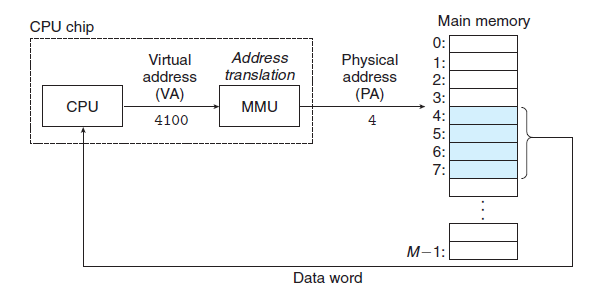 CPU chip
Main memory
Virtual
address
(VA)
4100
Address
translation
Physical
address
(PA)
4
CPU
MMU
0:
1:
2:
3:
4:
5:
6:
7:
M−1:
Data word